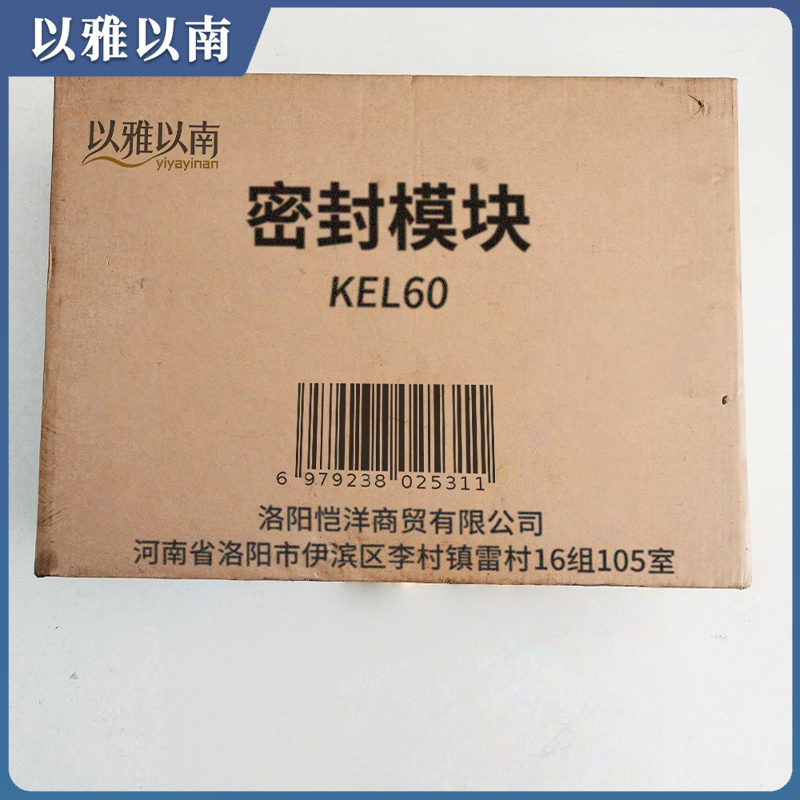 以雅以南
以雅以南
yiyayinan
密封模块
KEL60
6 979238 025311
洛阳恺洋商贸有限公司
河南省洛阳市伊滨区李村镇雷村16组105室